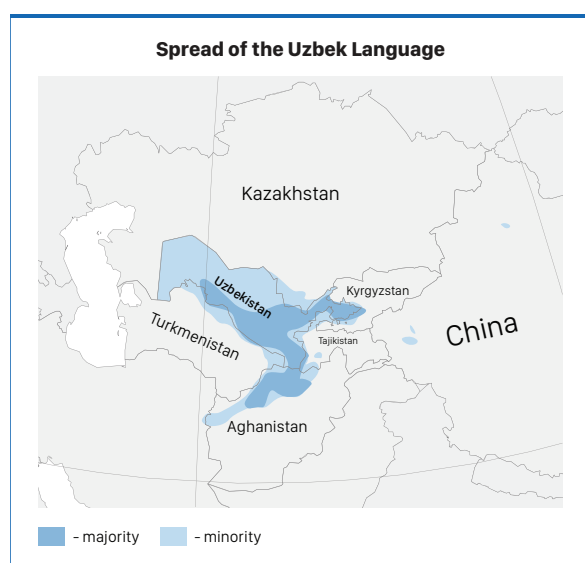 Spread of the Uzbek Language
Kazakhstan
Uzbekistan
Kyrgyzstan
Turkmenistan
Tajikistan
China
Aghanistan
- majority
- minority